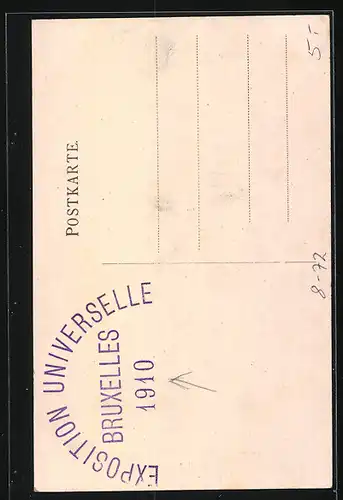 POSTKARTE.
EXPOSITION UNIVERSELLE
BRUXELLES
1910
5.-
8-72